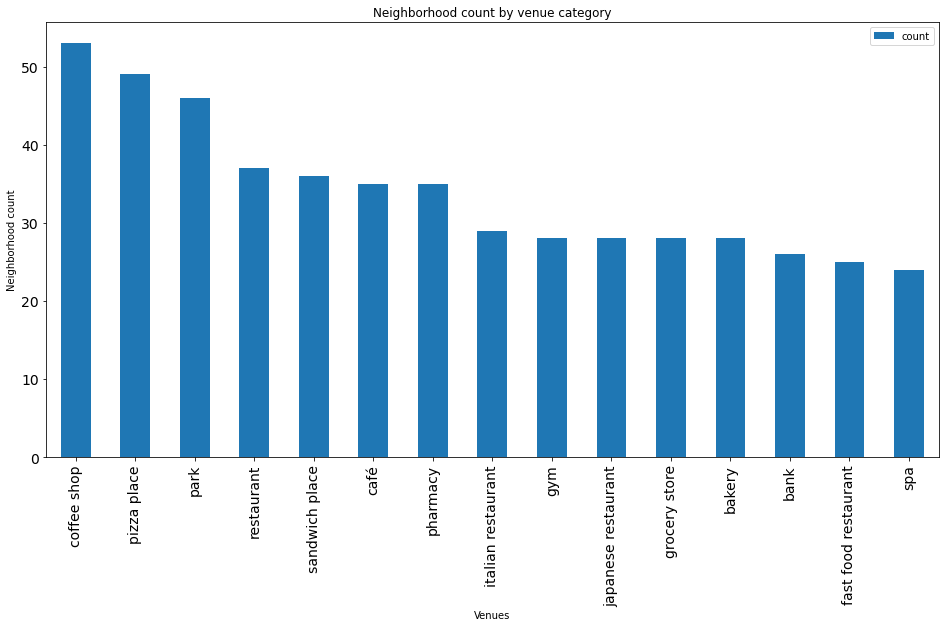 Neighborhood count by venue category
count
Neighborhood count
50
40
30
20
10
0
coffee shop
pizza place
park
restaurant
sandwich place
café
pharmacy
italian restaurant
gym
japanese restaurant
grocery store
bakery
bank
fast food restaurant
spa
Venues